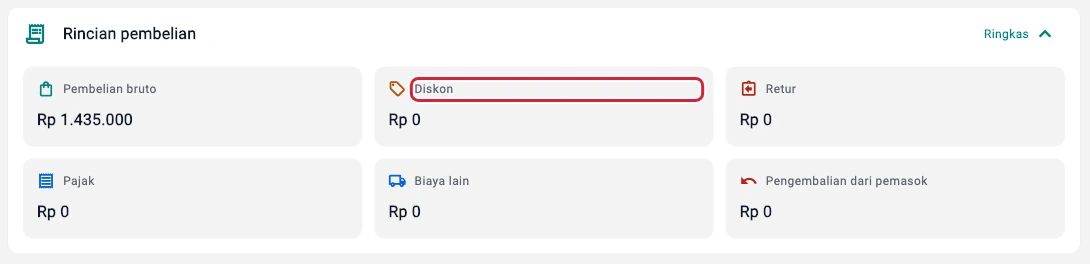 Rincian pembelian
Ringkas
Pembelian bruto
Rp 1.435.000
Diskon
Rp 0
Retur
Rp 0
Pajak
Rp 0
Biaya lain
Rp 0
Pengembalian dari pemasok
Rp 0